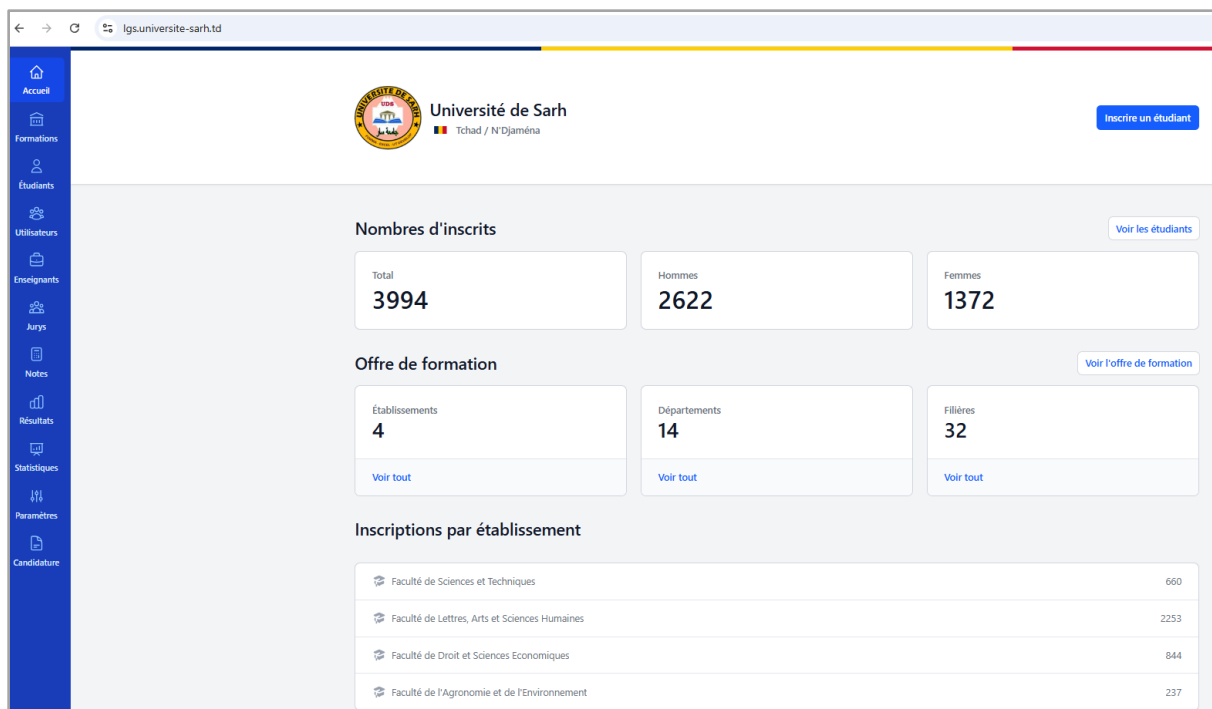 lgs.universite-sarh.td
Accueil
Formations
Étudiants
Utilisateurs
Enseignants
Jurys
Notes
Résultats
Statistiques
Paramètres
Candidature
UNIVERSITE DE SARH
UDS
Université de Sarh
Tchad / N'Djaména
Inscrire un étudiant
Nombres d'inscrits
Voir les étudiants
Total
Hommes
Femmes
3994
2622
1372
Offre de formation
Voir l'offre de formation
Établissements
Départements
Filières
4
14
32
Voir tout
Voir tout
Voir tout
Inscriptions par établissement
Faculté de Sciences et Techniques 660
Faculté de Lettres, Arts et Sciences Humaines 2253
Faculté de Droit et Sciences Economiques 844
Faculté de l'Agronomie et de l'Environnement 237